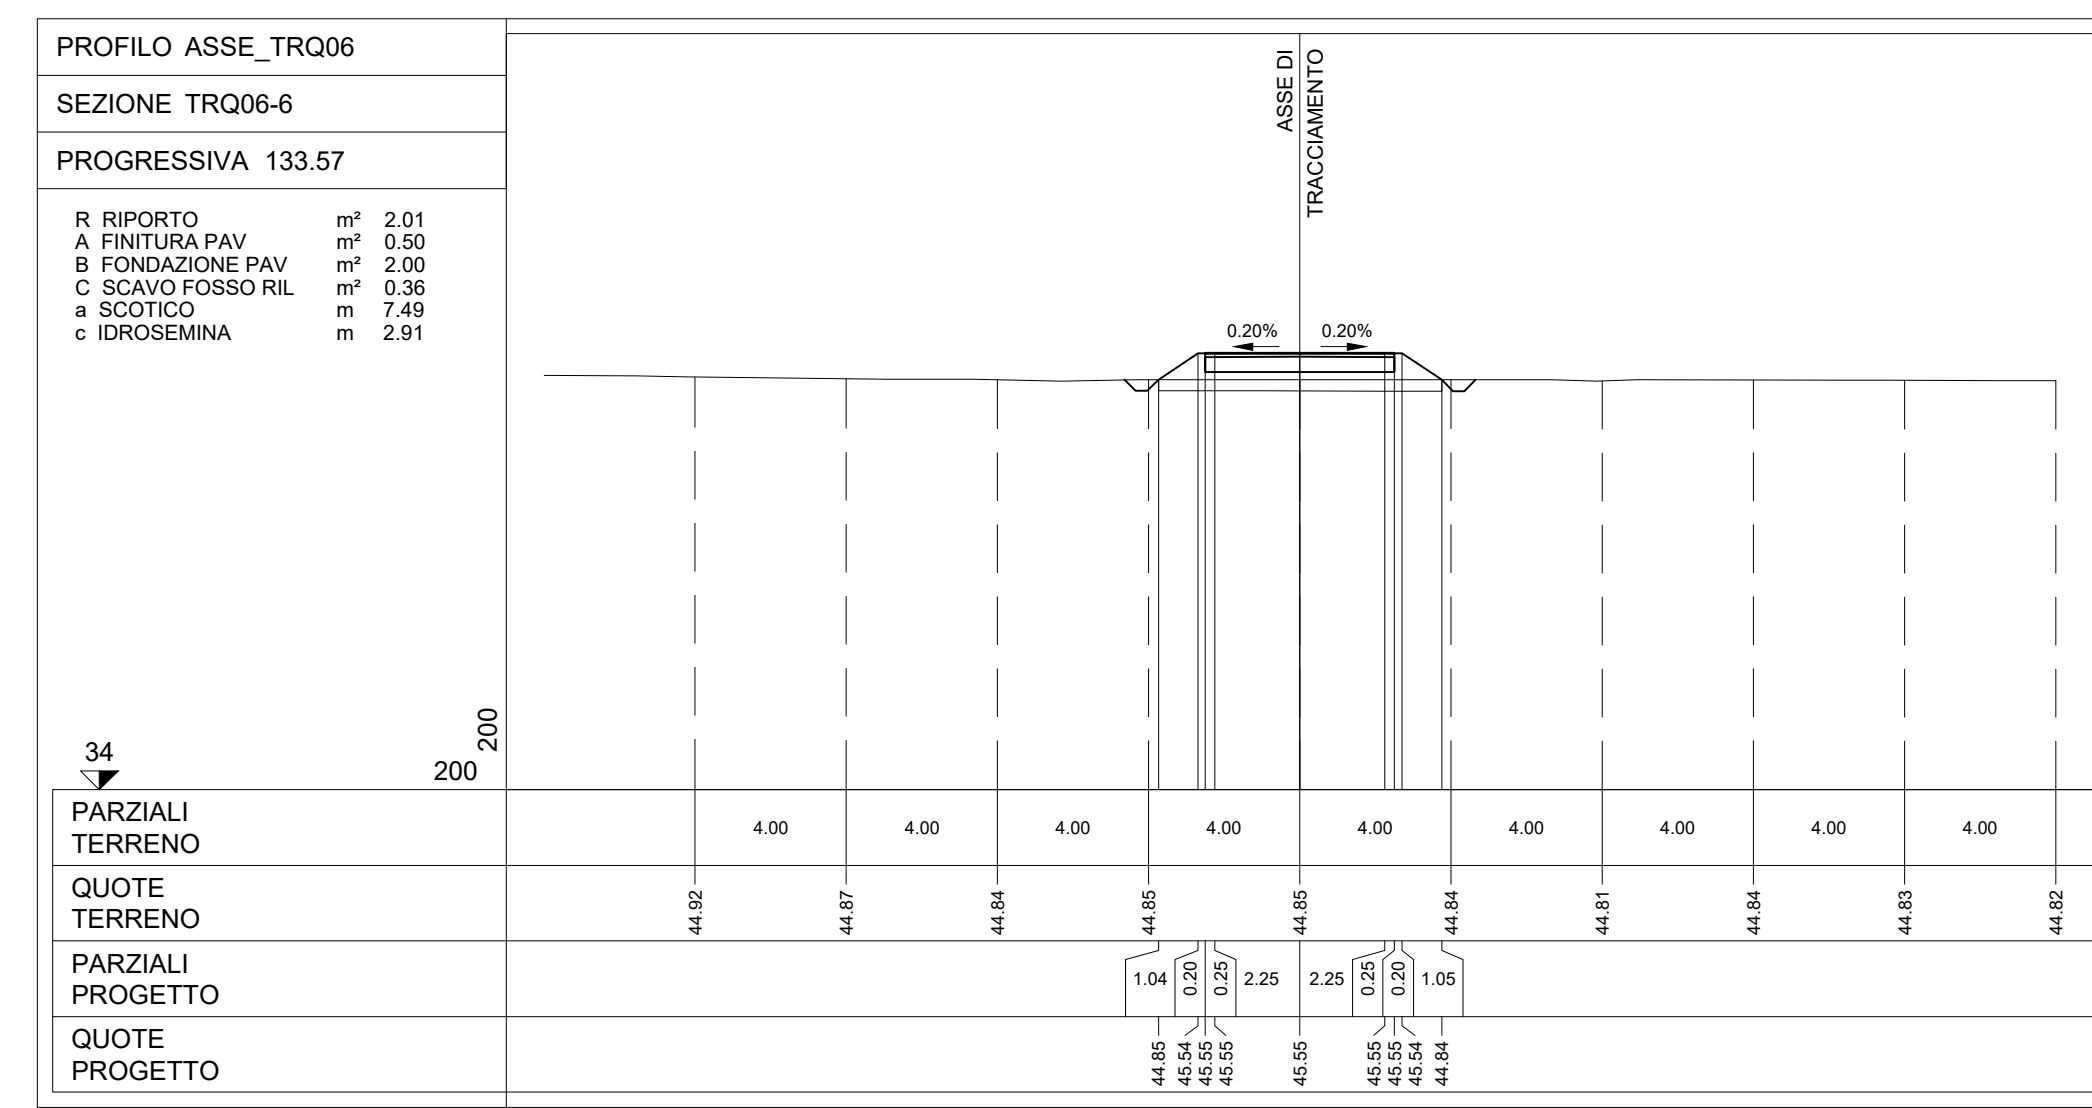 PROFILO ASSE_TRQ06
SEZIONE TRQ06-6
PROGRESSIVA 133.57
R RIPORTO m² 2.01
A FINITURA PAV m² 0.50
B FONDAZIONE PAV m² 2.00
C SCAVO FOSSO RIL m² 0.36
a SCOTICO m 7.49
c IDROSEMINA m 2.91
ASSE DI
TRACCIAMENTO
0.20% 0.20%
34
200
200
PARZIALI
TERRENO
4.00 4.00 4.00 4.00 4.00 4.00 4.00 4.00 4.00
QUOTE
TERRENO
44.92 44.87 44.84 44.85 44.85 44.84 44.81 44.84 44.83 44.82
PARZIALI
PROGETTO
1.04 0.20 0.25 2.25 2.25 0.25 0.20 1.05
QUOTE
PROGETTO
44.85 45.54 45.55 45.55 45.55 45.55 45.55 45.54 44.84